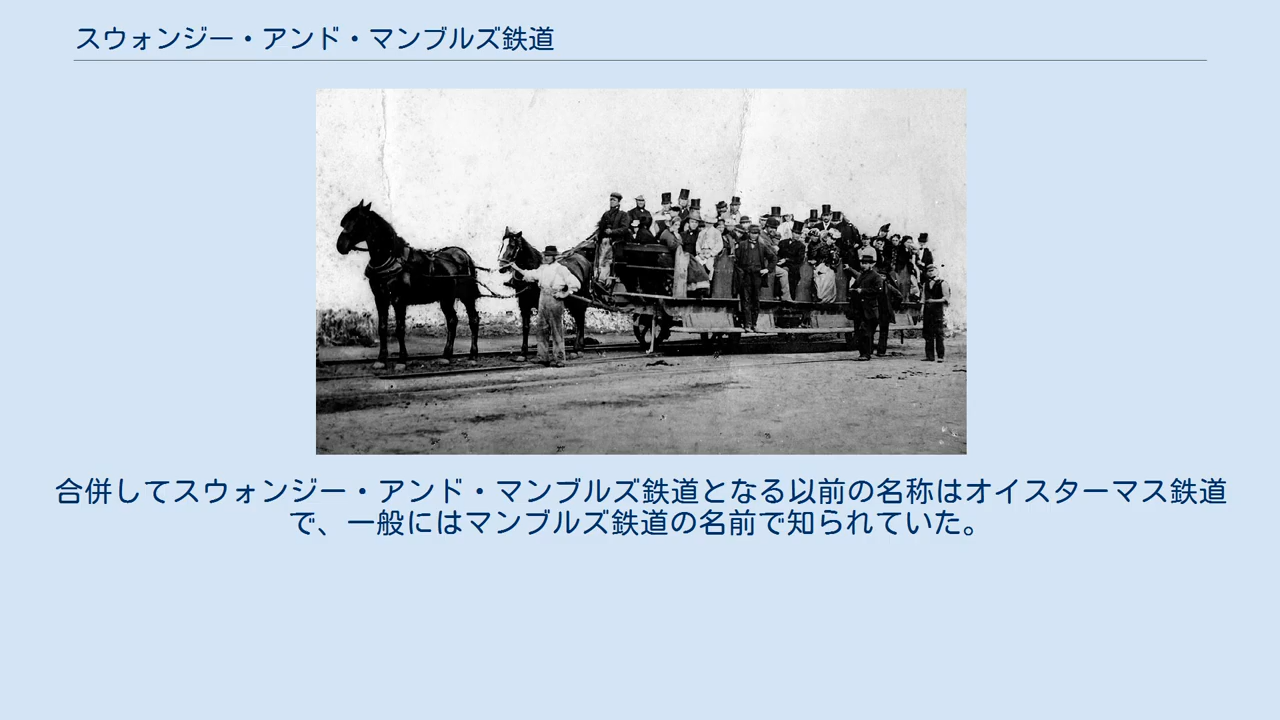 スウォンジー・アンド・マンブルズ鉄道
合併してスウォンジー・アンド・マンブルズ鉄道となる以前の名称はオイスターマス鉄道
で、一般にはマンブルズ鉄道の名前で知られていた。